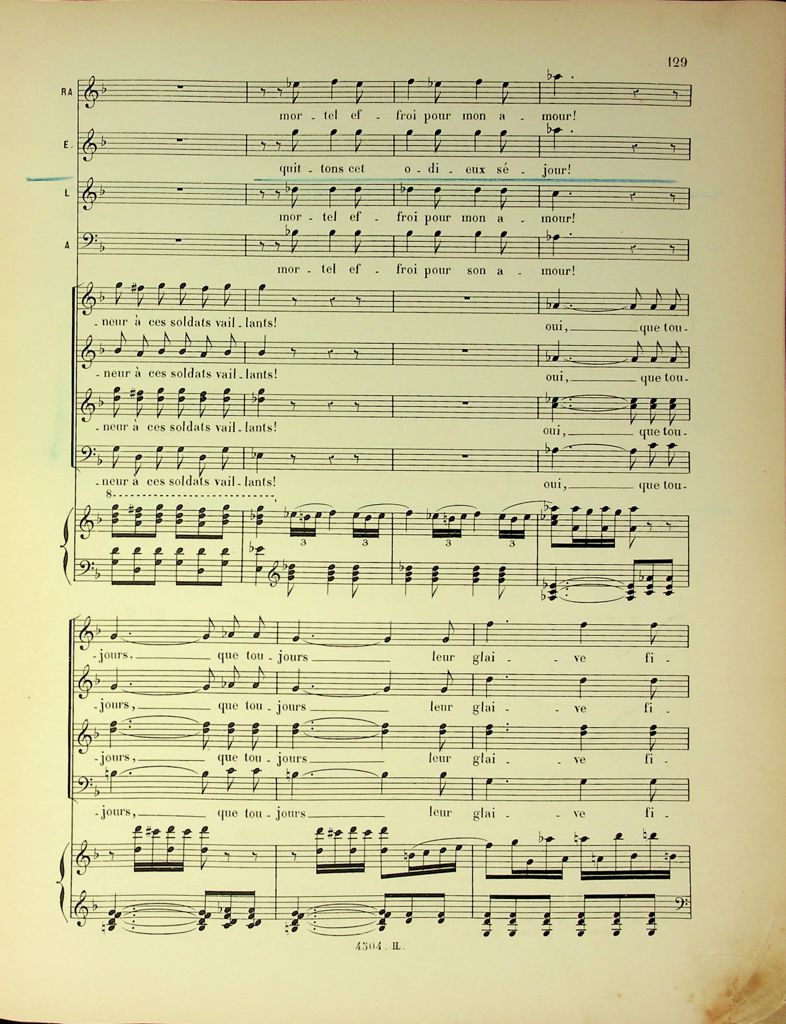 129
RA
mor - tel ef - froi pour mon a - mour!
E.
quit - tons cet o - di - eux sé - jour!
L
mor - tel ef - froi pour mon a - mour!
A
mor - tel ef - froi pour son a - mour!
- neur à ces soldats vail - lants! oui, que tou -
- neur à ces soldats vail - lants! oui, que tou -
- neur à ces soldats vail - lants! oui, que tou -
- neur à ces soldats vail - lants! oui, que tou -
8
3 3 3 3
- jours, que tou - jours leur glai - ve fi -
- jours, que tou - jours leur glai - ve fi -
- jours, que tou - jours leur glai - ve fi -
- jours, que tou - jours leur glai - ve fi -
4504. H.